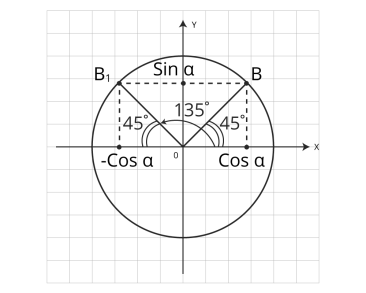 Y
Sin α
B₁
B
135°
45°
45°
0
X
-Cos α
Cos α